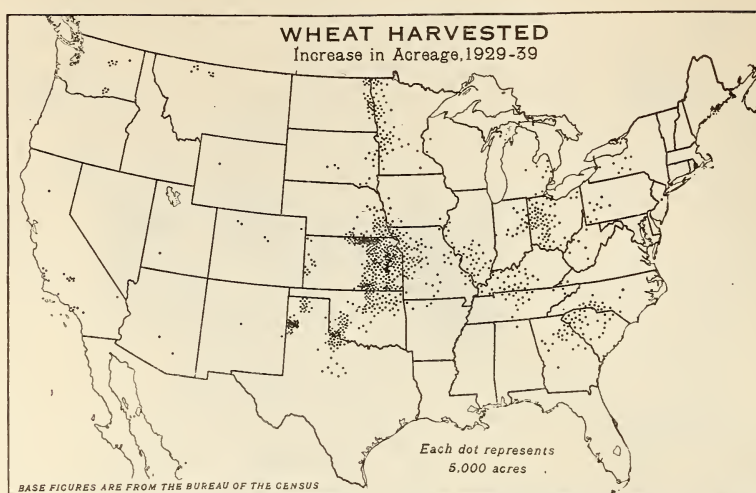 WHEAT HARVESTED
Increase in Acreage, 1929-39
Each dot represents
5,000 acres
BASE FIGURES ARE FROM THE BUREAU OF THE CENSUS